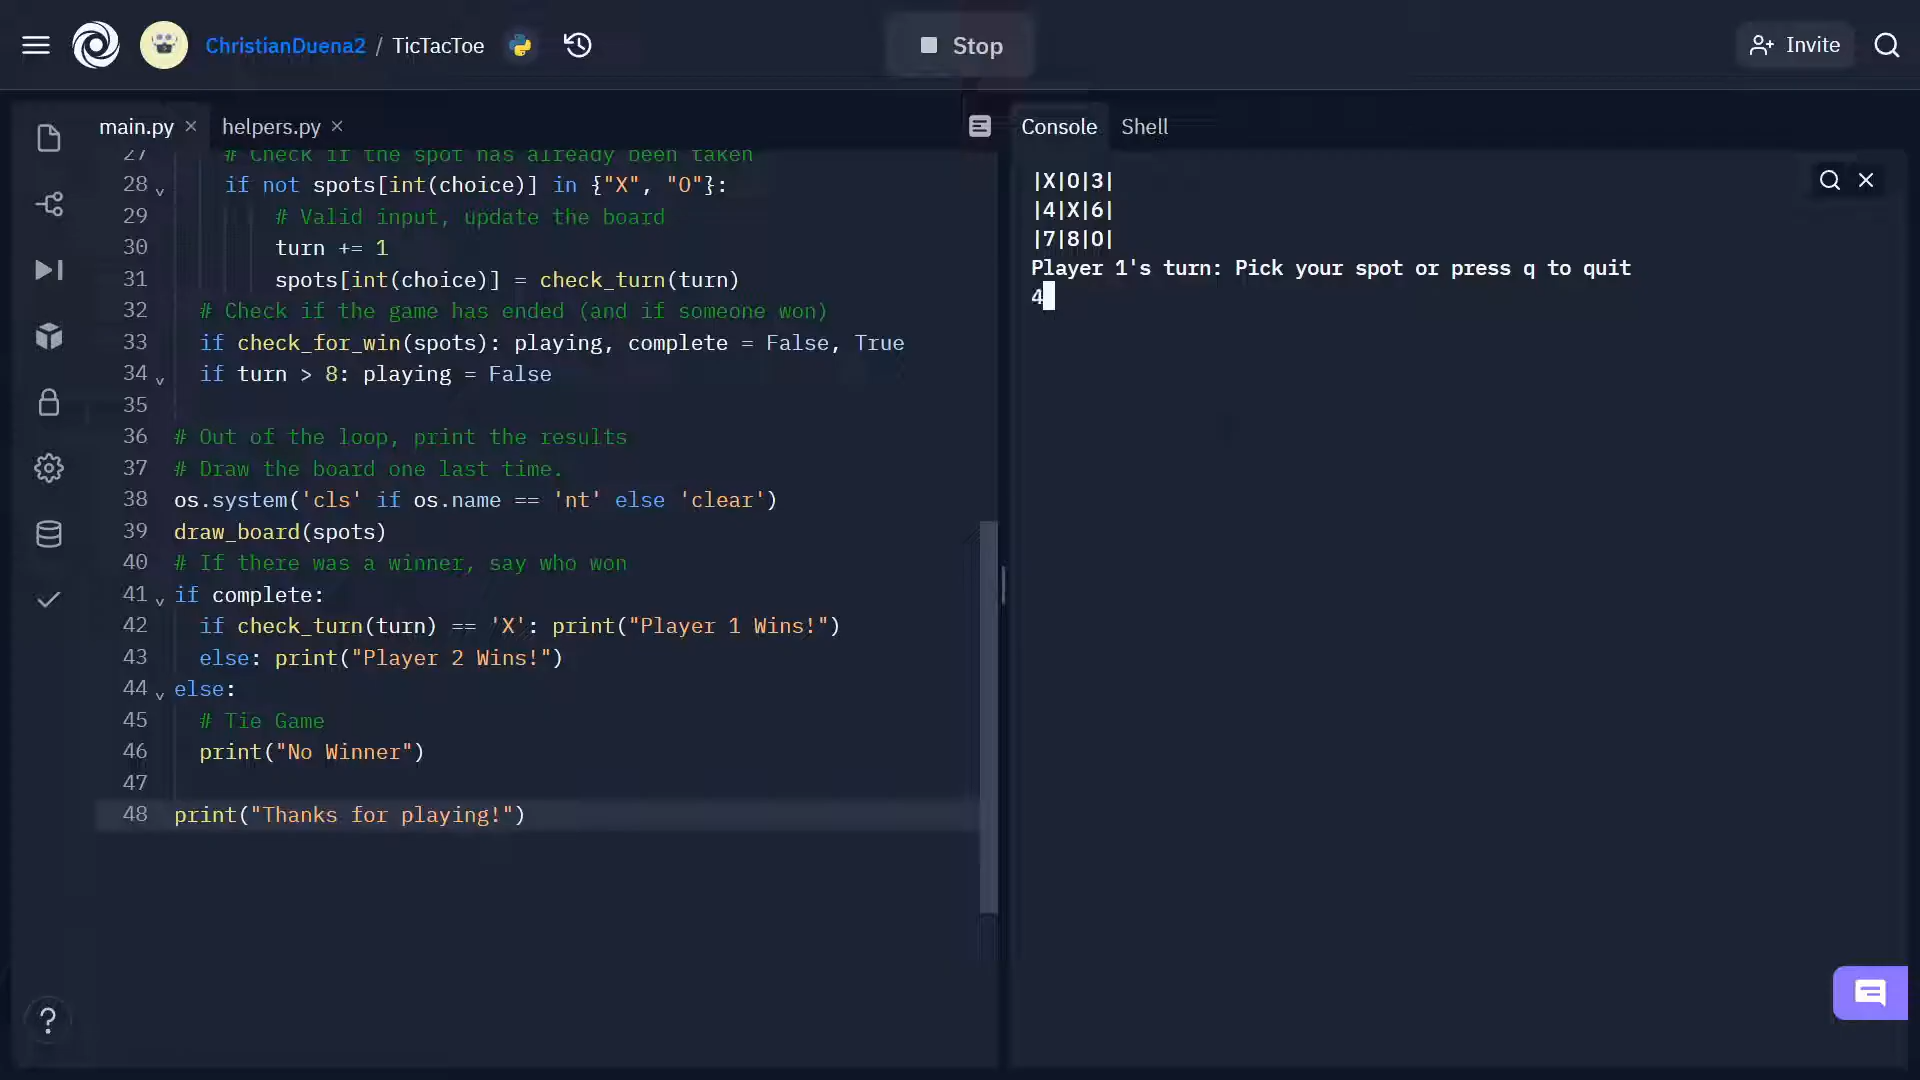 ChristianDuena2 / TicTacToe
Stop
Invite
main.py
helpers.py
Console
Shell
27 # Check if the spot has already been taken
28 if not spots[int(choice)] in {"X", "O"}:
29 # Valid input, update the board
30 turn += 1
31 spots[int(choice)] = check_turn(turn)
32 # Check if the game has ended (and if someone won)
33 if check_for_win(spots): playing, complete = False, True
34 if turn > 8: playing = False
35
36 # Out of the loop, print the results
37 # Draw the board one last time.
38 os.system('cls' if os.name == 'nt' else 'clear')
39 draw_board(spots)
40 # If there was a winner, say who won
41 if complete:
42 if check_turn(turn) == 'X': print("Player 1 Wins!")
43 else: print("Player 2 Wins!")
44 else:
45 # Tie Game
46 print("No Winner")
47
48 print("Thanks for playing!")
|X|O|3|
|4|X|6|
|7|8|O|
Player 1's turn: Pick your spot or press q to quit
4
?